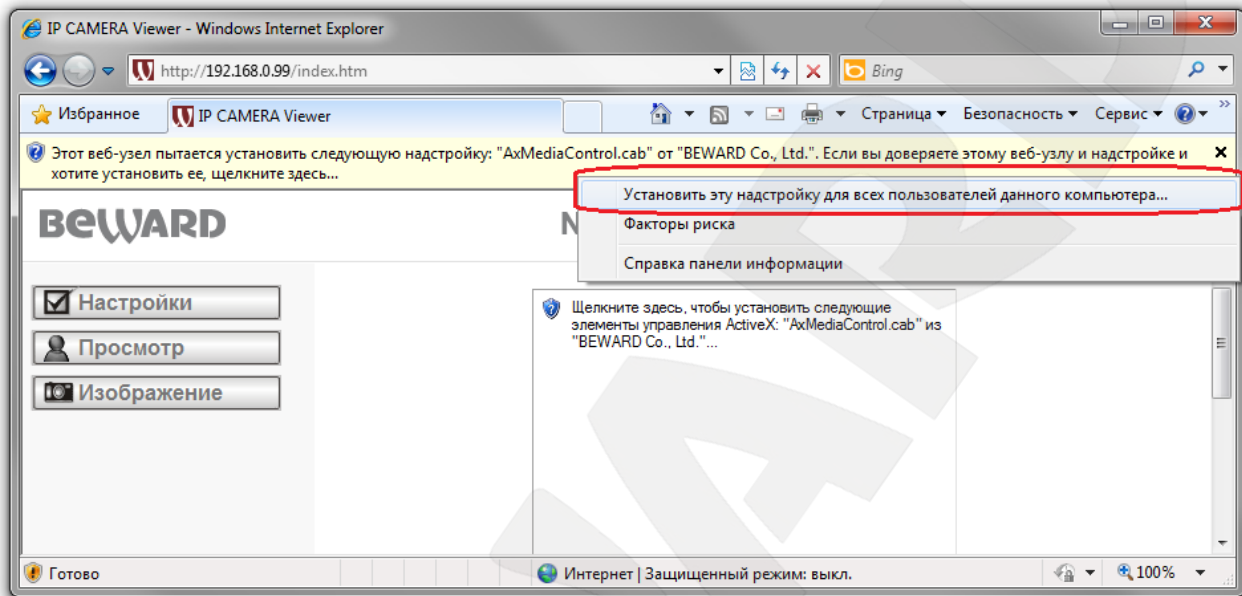 IP CAMERA Viewer - Windows Internet Explorer
http://192.168.0.99/index.htm
Bing
Избранное
IP CAMERA Viewer
Страница
Безопасность
Сервис
Этот веб-узел пытается установить следующую надстройку: "AxMediaControl.cab" от "BEWARD Co., Ltd.". Если вы доверяете этому веб-узлу и надстройке и
хотите установить ее, щелкните здесь...
Установить эту надстройку для всех пользователей данного компьютера...
Факторы риска
Справка панели информации
BEWARD
N
Настройки
Просмотр
Изображение
Щелкните здесь, чтобы установить следующие
элементы управления ActiveX: "AxMediaControl.cab" из
"BEWARD Co., Ltd."...
Готово
Интернет | Защищенный режим: выкл.
100%